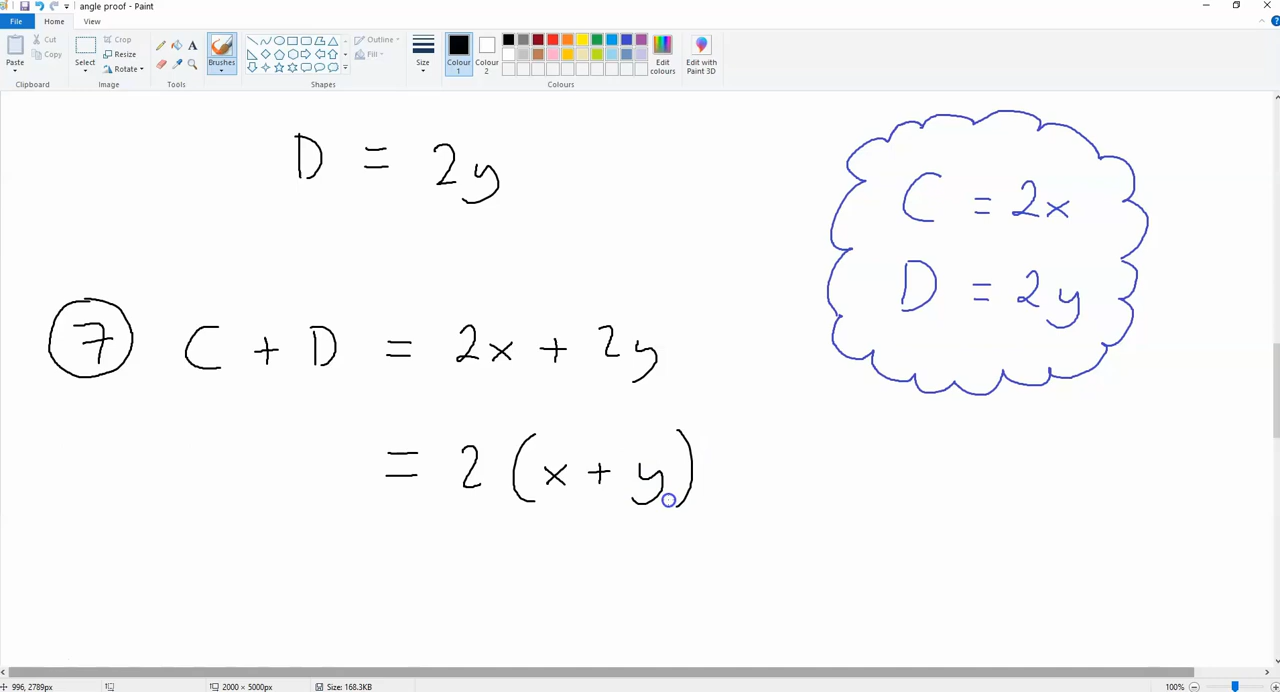 angle proof - Paint
File Home View
Paste
Cut
Copy
Clipboard
Select
Crop
Resize
Rotate
Image
Tools
Brushes
Shapes
Outline
Fill
Size
Colour 1
Colour 2
Colours
Edit colours
Edit with Paint 3D
D = 2y
C = 2x
D = 2y
7 C + D = 2x + 2y
= 2 (x + y)
996, 2789px
2000 × 5000px
Size: 168.3KB
100%